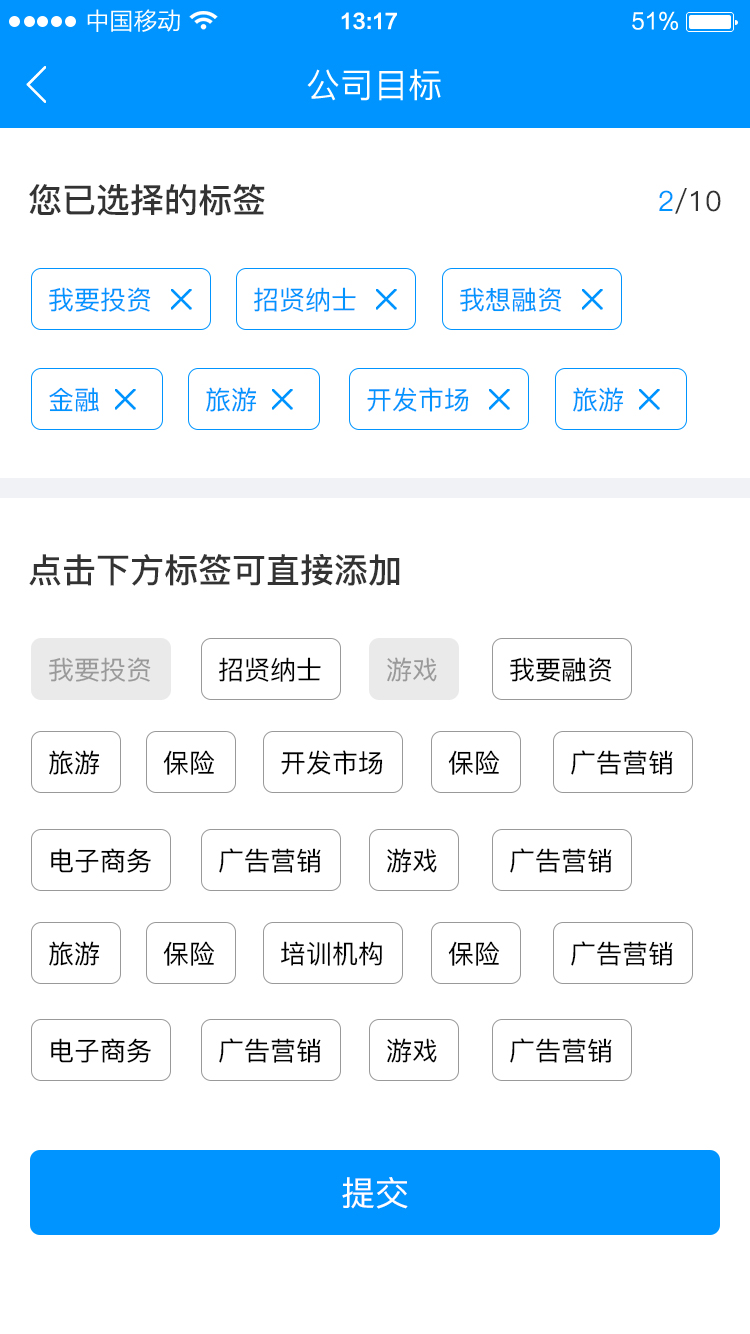 中国移动 13:17 51%
公司目标
您已选择的标签 2/10
我要投资 招贤纳士 我想融资
金融 旅游 开发市场 旅游
点击下方标签可直接添加
我要投资 招贤纳士 游戏 我要融资
旅游 保险 开发市场 保险 广告营销
电子商务 广告营销 游戏 广告营销
旅游 保险 培训机构 保险 广告营销
电子商务 广告营销 游戏 广告营销
提交